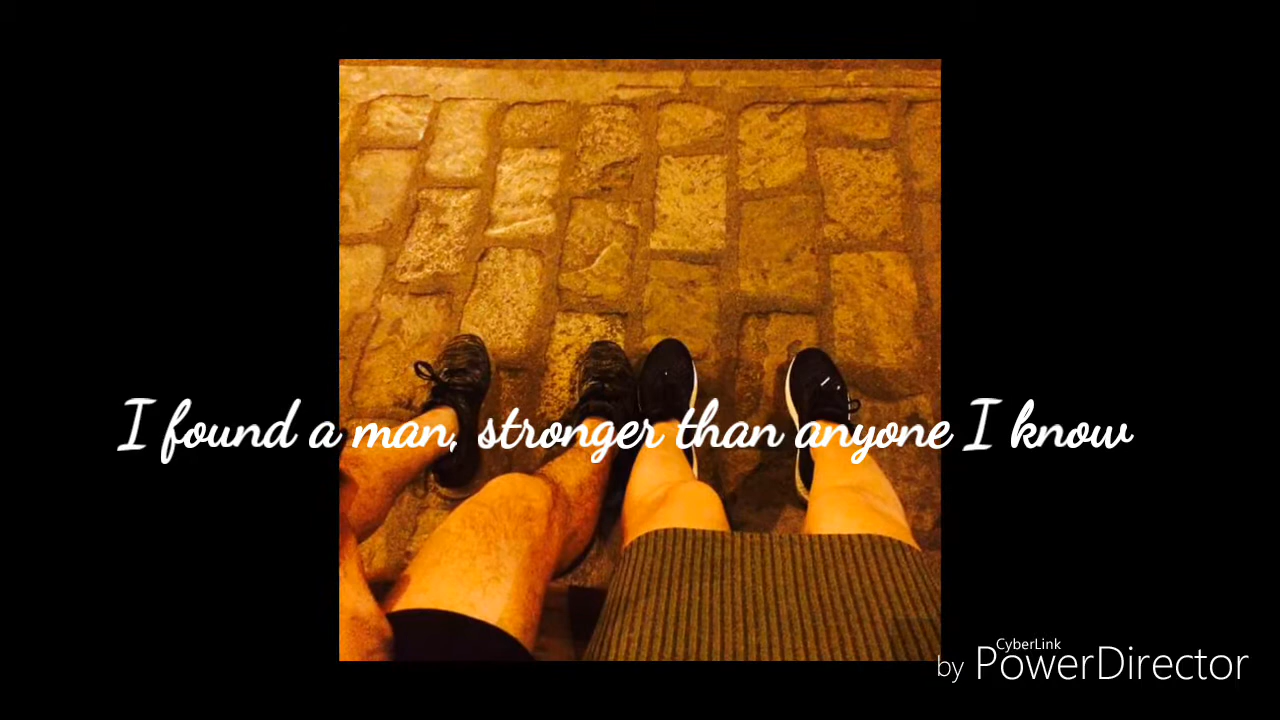 I found a man, stronger than anyone I know
CyberLink
by PowerDirector